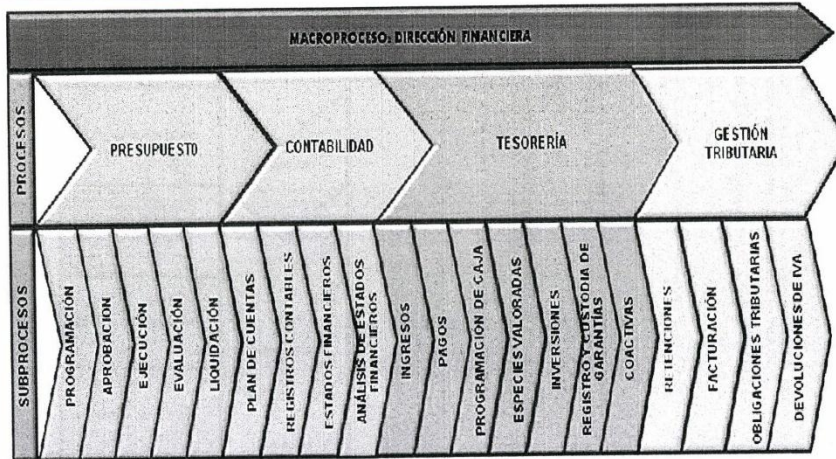 MACROPROCESO: DIRECCIÓN FINANCIERA
PROCESOS
PRESUPUESTO
CONTABILIDAD
TESORERÍA
GESTIÓN
TRIBUTARIA
SUBPROCESOS
PROGRAMACIÓN
APROBACION
EJECUCIÓN
EVALUACIÓN
LIQUIDACIÓN
PLAN DE CUENTAS
REGISTROS CONTABLES
ESTADOS FINANCIEROS
ANÁLISIS DE ESTADOS
FINANCIEROS
INGRESOS
PAGOS
PROGRAMACION DE CAJA
ESPECIES VALORADAS
INVERSIONES
REGISTRO Y CUSTODIA DE
GARANTÍAS
COACTIVAS
RETENCIONES
FACTURACIÓN
OBLIGACIONES TRIBUTARIAS
DEVOLUCIONES DE IVA